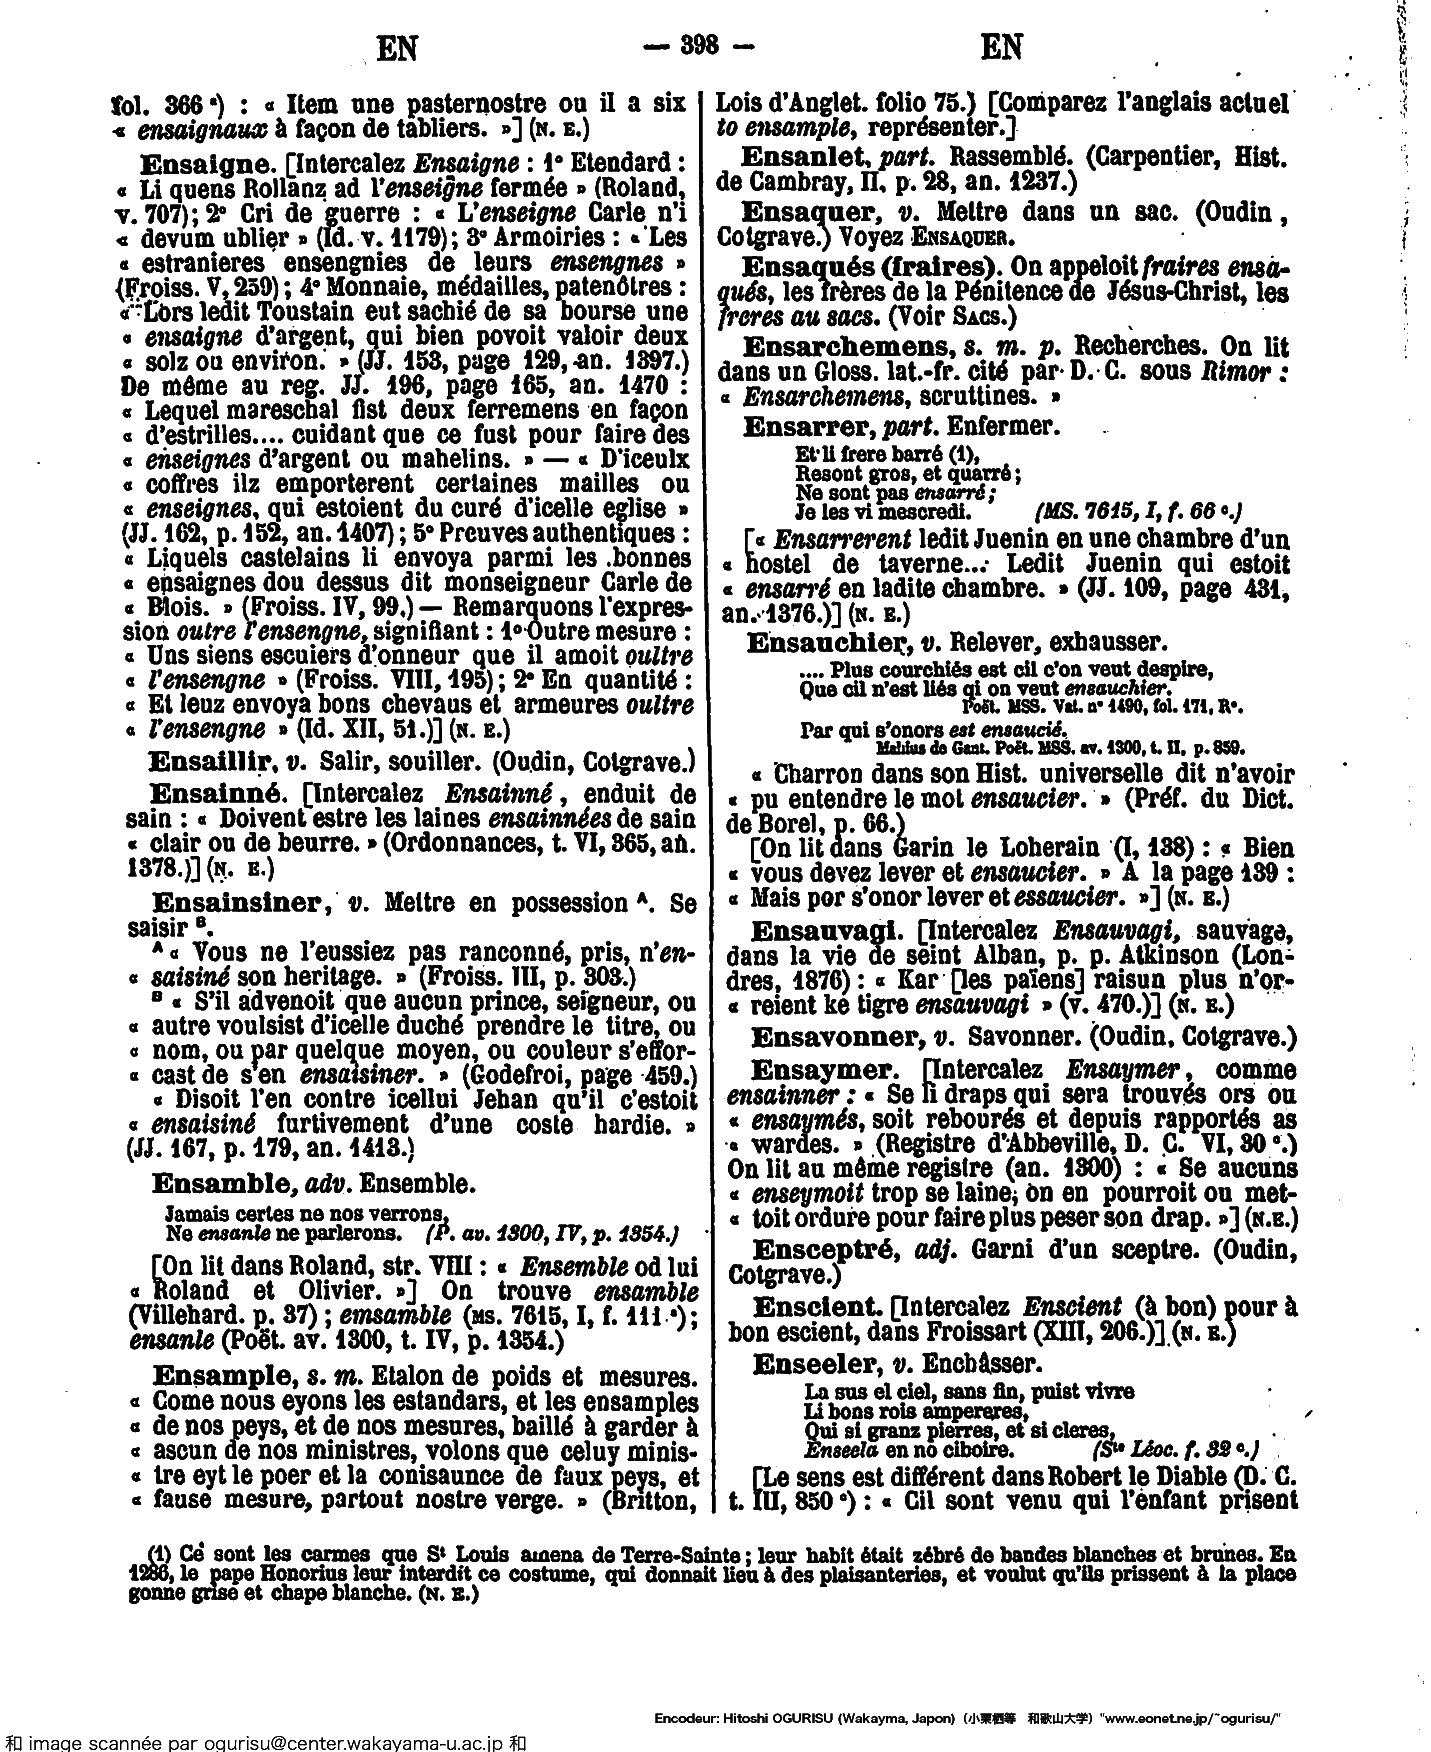 EN
— 398 —
EN
fol. 366 ª) : « Item une pasternostre ou il a six
« ensaignaux à façon de tabliers. »] (N. E.)
Ensaigne. [Intercalez Ensaigne : 1° Etendard :
« Li quens Rollanz ad l'enseigne fermée » (Roland,
v. 707) ; 2° Cri de guerre : « L'enseigne Carle n'i
« devum ublier » (Id. v. 1179) ; 3° Armoiries : « Les
« estranieres ensengnies de leurs ensengnes »
(Froiss. V, 259) ; 4° Monnaie, médailles, patenôtres :
« Lors ledit Toustain eut sachié de sa bourse une
« ensaigne d'argent, qui bien povoit valoir deux
« solz ou environ. » (JJ. 153, page 129, an. 1397.)
De même au reg. JJ. 196, page 165, an. 1470 :
« Lequel mareschal fist deux ferremens en façon
« d'estrilles.... cuidant que ce fust pour faire des
« enseignes d'argent ou mahelins. » — « D'iceulx
« coffres ilz emporterent certaines mailles ou
« enseignes, qui estoient du curé d'icelle eglise »
(JJ. 162, p. 152, an. 1407) ; 5° Preuves authentiques :
« Liquels castelains li envoya parmi les bonnes
« ensaignes dou dessus dit monseigneur Carle de
« Blois. » (Froiss. IV, 99.) — Remarquons l'expres-
sion outre l'ensengne, signifiant : 1° Outre mesure :
« Uns siens escuiers d'onneur que il amoit oultre
« l'ensengne » (Froiss. VIII, 195) ; 2° En quantité :
« Et leuz envoya bons chevaus et armeures oultre
« l'ensengne » (Id. XII, 51.)] (N. E.)
Ensaillir, v. Salir, souiller. (Oudin, Cotgrave.)
Ensainné. [Intercalez Ensainné, enduit de
sain : « Doivent estre les laines ensainnées de sain
« clair ou de beurre. » (Ordonnances, t. VI, 365, an.
1378.)] (N. E.)
Ensainsiner, v. Mettre en possession ᴬ. Se
saisir ᴮ.
ᴬ « Vous ne l'eussiez pas ranconné, pris, n'en-
« saisiné son heritage. » (Froiss. III, p. 303.)
ᴮ « S'il advenoit que aucun prince, seigneur, ou
« autre voulsist d'icelle duché prendre le titre, ou
« nom, ou par quelque moyen, ou couleur s'effor-
« cast de s'en ensaisiner. » (Godefroi, page 459.)
« Disoit l'en contre icellui Jehan qu'il c'estoit
« ensaisiné furtivement d'une coste hardie. »
(JJ. 167, p. 179, an. 1413.)
Ensamble, adv. Ensemble.
Jamais certes ne nos verrons,
Ne ensanle ne parlerons. (P. av. 1300, IV, p. 1354.)
[On lit dans Roland, str. VIII : « Ensemble od lui
« Roland et Olivier. »] On trouve ensamble
(Villehard. p. 37) ; emsamble (MS. 7615, I, f. 111 ª) ;
ensanle (Poët. av. 1300, t. IV, p. 1354.)
Ensample, s. m. Etalon de poids et mesures.
« Come nous eyons les estandars, et les ensamples
« de nos peys, et de nos mesures, baillé à garder à
« ascun de nos ministres, volons que celuy minis-
« tre eyt le poer et la conisaunce de faux peys, et
« fause mesure, partout nostre verge. » (Britton,
Lois d'Anglet. folio 75.) [Comparez l'anglais actuel
to ensample, représenter.]
Ensanlet, part. Rassemblé. (Carpentier, Hist.
de Cambray, II, p. 28, an. 1237.)
Ensaquer, v. Mettre dans un sac. (Oudin,
Cotgrave.) Voyez ENSAQUER.
Ensaqués (fraires). On appeloit fraires ensa-
qués, les frères de la Pénitence de Jésus-Christ, les
freres au sacs. (Voir SACS.)
Ensarchemens, s. m. p. Recherches. On lit
dans un Gloss. lat.-fr. cité par D. C. sous Rimor :
« Ensarchemens, scruttines. »
Ensarrer, part. Enfermer.
Et li frere barré (1),
Resont gros, et quarré ;
Ne sont pas ensarré ;
Je les vi mescredi. (MS. 7615, I, f. 66 ᶜ.)
[« Ensarrerent ledit Juenin en une chambre d'un
« hostel de taverne... Ledit Juenin qui estoit
« ensarré en ladite chambre. » (JJ. 109, page 431,
an. 1376.)] (N. E.)
Ensauchier, v. Relever, exhausser.
.... Plus courchiés est cil c'on veut despire,
Que cil n'est liés qi on veut ensauchier.
Poët. MSS. Vat. n° 1490, fol. 171, R°.
Par qui s'onors est ensaucié.
Mahius de Gant. Poët. MSS. av. 1300, t. II, p. 859.
« Charron dans son Hist. universelle dit n'avoir
« pu entendre le mot ensaucier. » (Préf. du Dict.
de Borel, p. 66.)
[On lit dans Garin le Loherain (I, 138) : « Bien
« vous devez lever et ensaucier. » A la page 139 :
« Mais por s'onor lever et essaucier. »] (N. E.)
Ensauvagi. [Intercalez Ensauvagi, sauvage,
dans la vie de seint Alban, p. p. Atkinson (Lon-
dres, 1876) : « Kar [les païens] raisun plus n'or-
« reient ke tigre ensauvagi » (v. 470.)] (N. E.)
Ensavonner, v. Savonner. (Oudin, Cotgrave.)
Ensaymer. [Intercalez Ensaymer, comme
ensainner : « Se li draps qui sera trouvés ors ou
« ensaymés, soit rebourés et depuis rapportés as
« wardes. » (Registre d'Abbeville, D. C. VI, 30 ᶜ.)
On lit au même registre (an. 1300) : « Se aucuns
« enseymoit trop se laine, on en pourroit ou met-
« toit ordure pour faire plus peser son drap. »] (N.E.)
Ensceptré, adj. Garni d'un sceptre. (Oudin,
Cotgrave.)
Enscient. [Intercalez Enscient (à bon) pour à
bon escient, dans Froissart (XIII, 206.)] (N. E.)
Enseeler, v. Enchâsser.
La sus el ciel, sans fin, puist vivre
Li bons rois ampereres,
Qui si granz pierres, et si cleres,
Enseela en no ciboire. (Sᵗᵉ Léoc. f. 32 ᶜ.)
[Le sens est différent dans Robert le Diable (D. C.
t. III, 850 ᶜ) : « Cil sont venu qui l'enfant prisent
(1) Ce sont les carmes que Sᵗ Louis amena de Terre-Sainte ; leur habit était zébré de bandes blanches et brunes. En
1286, le pape Honorius leur interdit ce costume, qui donnait lieu à des plaisanteries, et voulut qu'ils prissent à la place
gonne grise et chape blanche. (N. E.)
Encodeur: Hitoshi OGURISU (Wakayma, Japon) (小栗栖等 和歌山大学) "www.eonet.ne.jp/~ogurisu/"
和 image scannée par ogurisu@center.wakayama-u.ac.jp 和